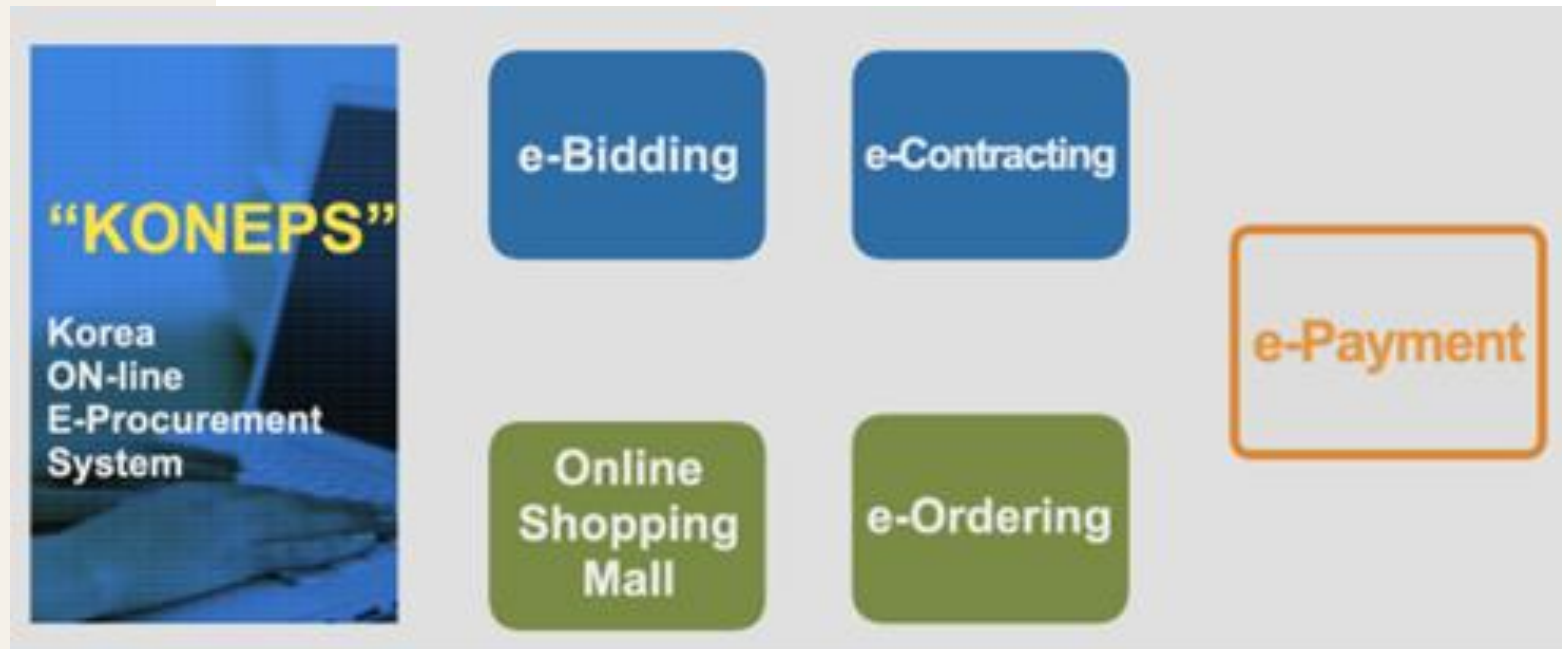 “KONEPS”
Korea
ON-line
E-Procurement
System
e-Bidding
e-Contracting
Online
Shopping
Mall
e-Ordering
e-Payment